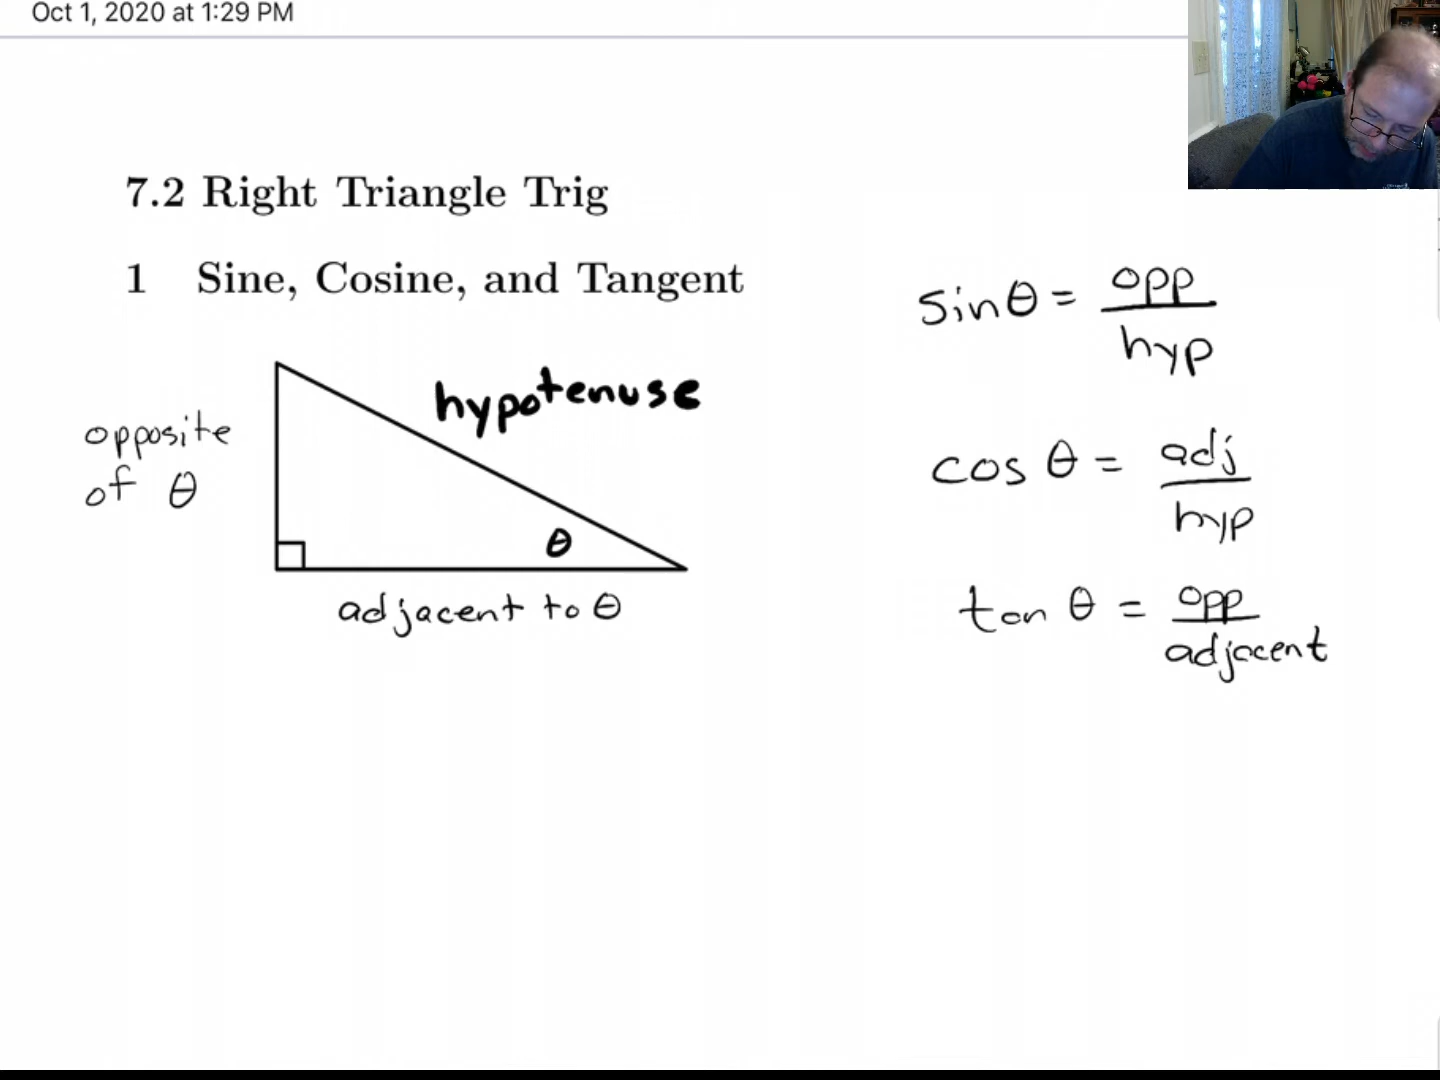 Oct 1, 2020 at 1:29 PM
7.2 Right Triangle Trig
1 Sine, Cosine, and Tangent
hypotenuse
opposite
of θ
θ
adjacent to θ
sin θ = opp
hyp
cos θ = adj
hyp
tan θ = opp
adjacent